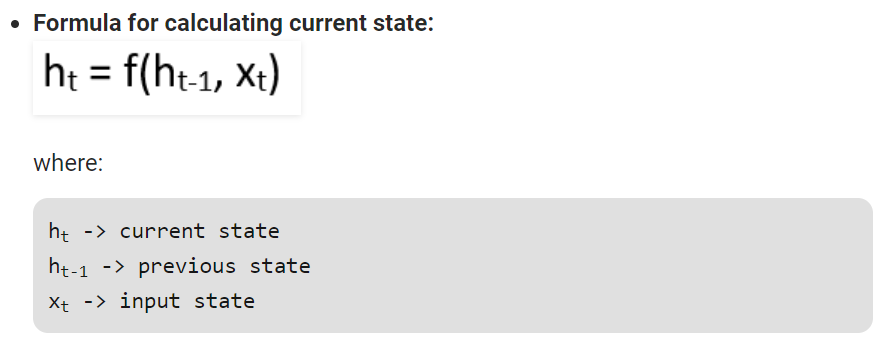 • Formula for calculating current state:
hₜ = f(hₜ₋₁, xₜ)
where:
hₜ -> current state
hₜ₋₁ -> previous state
xₜ -> input state